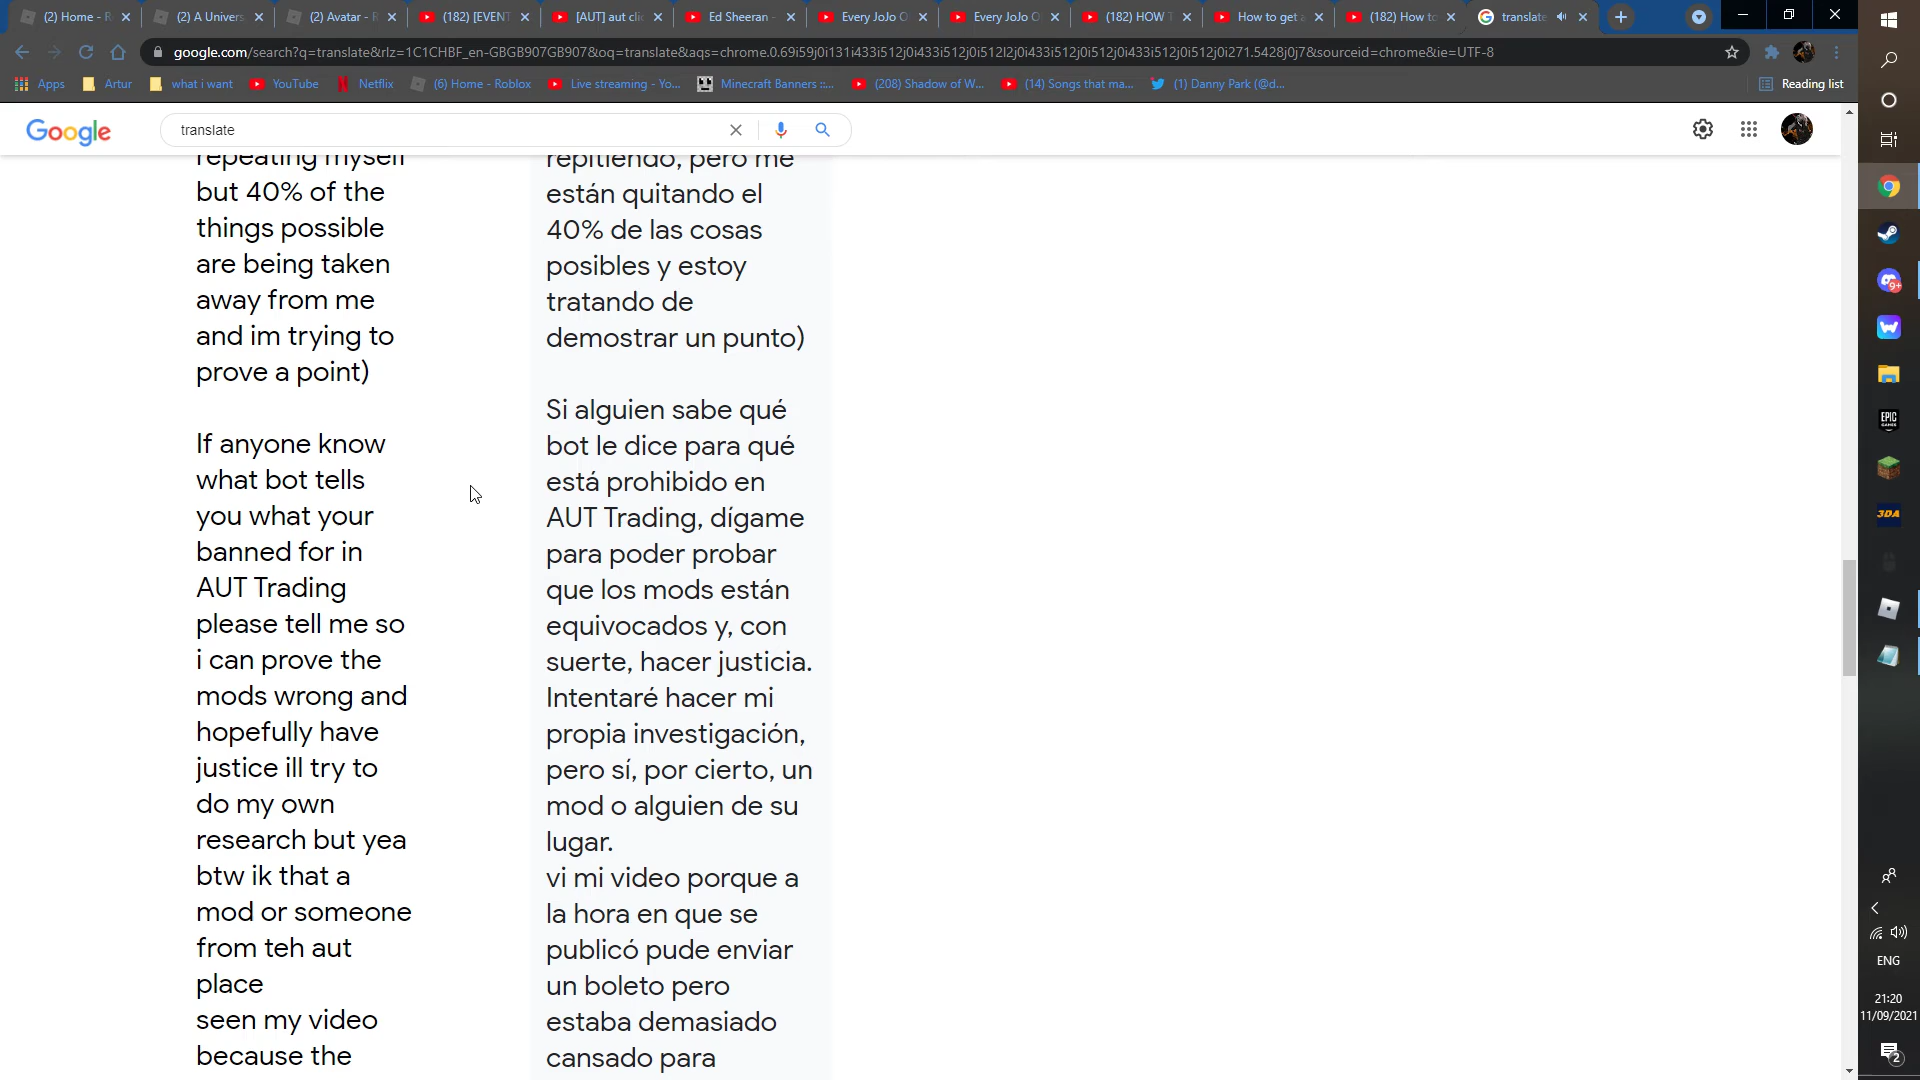 (2) Home - R
(2) A Univers
(2) Avatar - R
(182) [EVENT
[AUT] aut cli
Ed Sheeran -
Every JoJo O
Every JoJo O
(182) HOW T
How to get a
(182) How to
translate
google.com/search?q=translate&rlz=1C1CHBF_en-GBGB907GB907&oq=translate&aqs=chrome.0.69i59j0i131i433i512j0i433i512j0i512l2j0i433i512j0i512j0i433i512j0i512j0i271.5428j0j7&sourceid=chrome&ie=UTF-8
Apps
Artur
what i want
YouTube
Netflix
(6) Home - Roblox
Live streaming - Yo...
Minecraft Banners ::...
(208) Shadow of W...
(14) Songs that ma...
(1) Danny Park (@d...
Reading list
Google
translate
repeating myself
but 40% of the
things possible
are being taken
away from me
and im trying to
prove a point)
If anyone know
what bot tells
you what your
banned for in
AUT Trading
please tell me so
i can prove the
mods wrong and
hopefully have
justice ill try to
do my own
research but yea
btw ik that a
mod or someone
from teh aut
place
seen my video
because the
repitiendo, pero me
están quitando el
40% de las cosas
posibles y estoy
tratando de
demostrar un punto)
Si alguien sabe qué
bot le dice para qué
está prohibido en
AUT Trading, dígame
para poder probar
que los mods están
equivocados y, con
suerte, hacer justicia.
Intentaré hacer mi
propia investigación,
pero sí, por cierto, un
mod o alguien de su
lugar.
vi mi video porque a
la hora en que se
publicó pude enviar
un boleto pero
estaba demasiado
cansado para
9+
EPIC
GAMES
3DA
ENG
21:20
11/09/2021
2